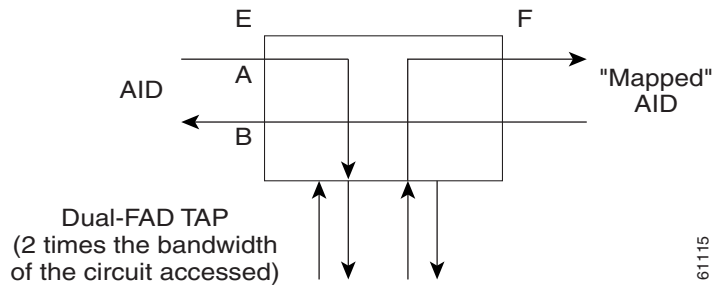 E
F
A
AID
"Mapped"
AID
B
Dual-FAD TAP
(2 times the bandwidth
of the circuit accessed)
61115